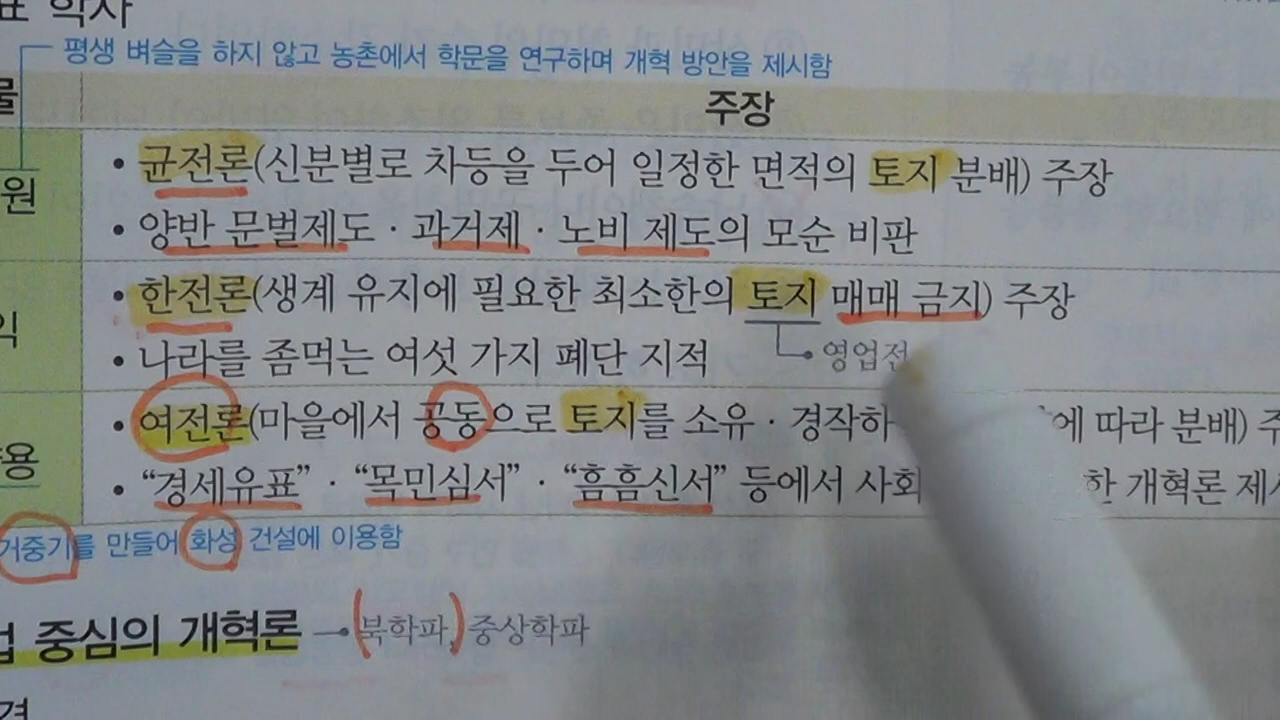 표 학자
평생 벼슬을 하지 않고 농촌에서 학문을 연구하며 개혁 방안을 제시함
물 주장
원 • 균전론(신분별로 차등을 두어 일정한 면적의 토지 분배) 주장
• 양반 문벌제도 · 과거제 · 노비 제도의 모순 비판
익 • 한전론(생계 유지에 필요한 최소한의 토지 매매 금지) 주장
• 나라를 좀먹는 여섯 가지 폐단 지적 영업전
• 여전론(마을에서 공동으로 토지를 소유 · 경작하 에 따라 분배) 주
용 • “경세유표” · “목민심서” · “흠흠신서” 등에서 사회 한 개혁론 제시
거중기를 만들어 화성 건설에 이용함
업 중심의 개혁론 (북학파, 중상학파
경